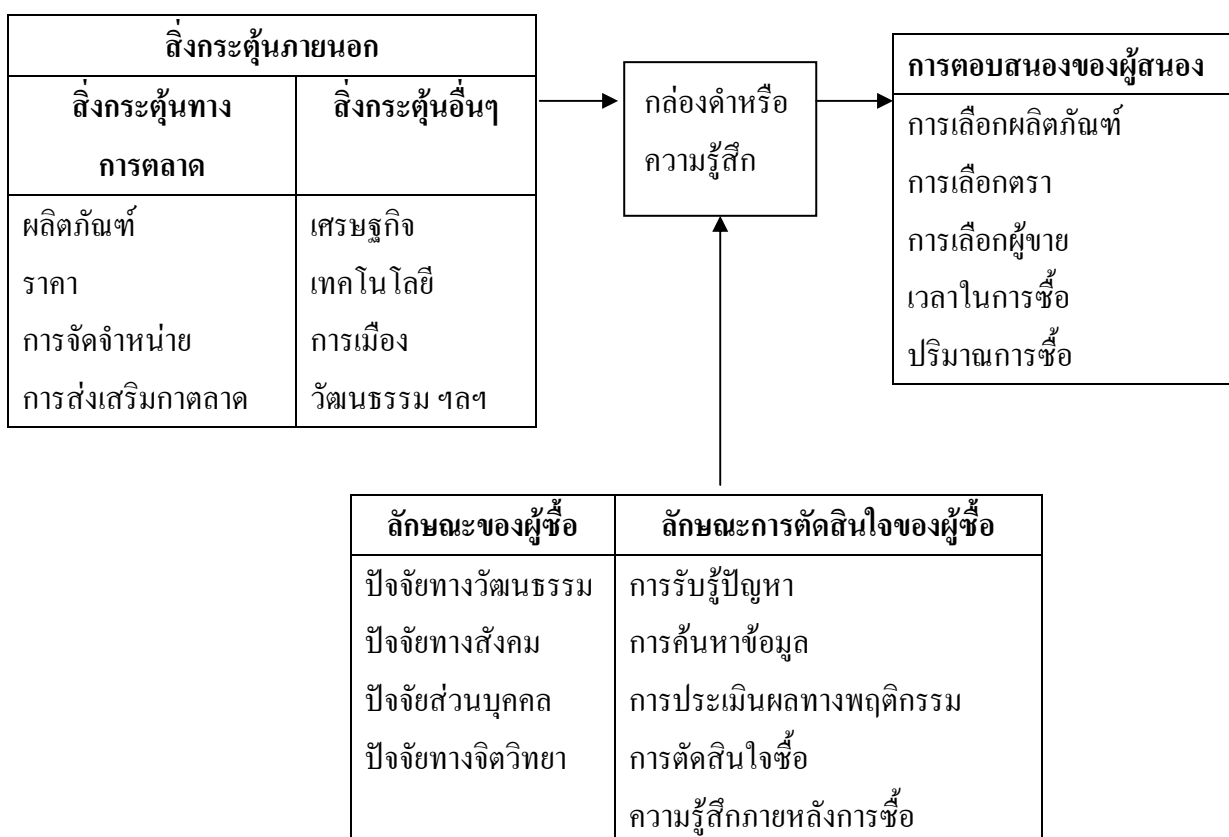 สิ่งกระตุ้นภายนอก
สิ่งกระตุ้นทาง
การตลาด
สิ่งกระตุ้นอื่นๆ
ผลิตภัณฑ์
ราคา
การจัดจำหน่าย
การส่งเสริมกาตลาด
เศรษฐกิจ
เทคโนโลยี
การเมือง
วัฒนธรรม ฯลฯ
กล่องดำหรือ
ความรู้สึก
การตอบสนองของผู้สนอง
การเลือกผลิตภัณฑ์
การเลือกตรา
การเลือกผู้ขาย
เวลาในการซื้อ
ปริมาณการซื้อ
ลักษณะของผู้ซื้อ
ปัจจัยทางวัฒนธรรม
ปัจจัยทางสังคม
ปัจจัยส่วนบุคคล
ปัจจัยทางจิตวิทยา
ลักษณะการตัดสินใจของผู้ซื้อ
การรับรู้ปัญหา
การค้นหาข้อมูล
การประเมินผลทางพฤติกรรม
การตัดสินใจซื้อ
ความรู้สึกภายหลังการซื้อ